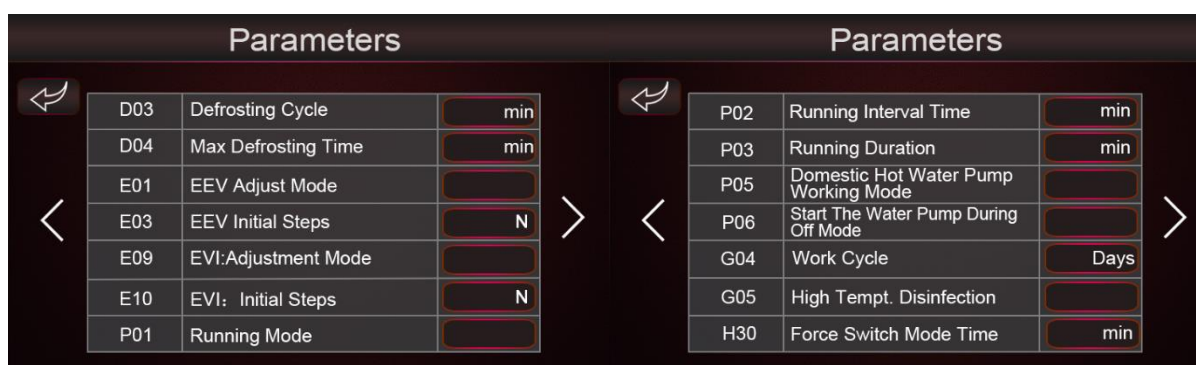 Parameters
D03 Defrosting Cycle min
D04 Max Defrosting Time min
E01 EEV Adjust Mode
E03 EEV Initial Steps N
E09 EVI:Adjustment Mode
E10 EVI： Initial Steps N
P01 Running Mode
Parameters
P02 Running Interval Time min
P03 Running Duration min
P05 Domestic Hot Water Pump
Working Mode
P06 Start The Water Pump During
Off Mode
G04 Work Cycle Days
G05 High Tempt. Disinfection
H30 Force Switch Mode Time min